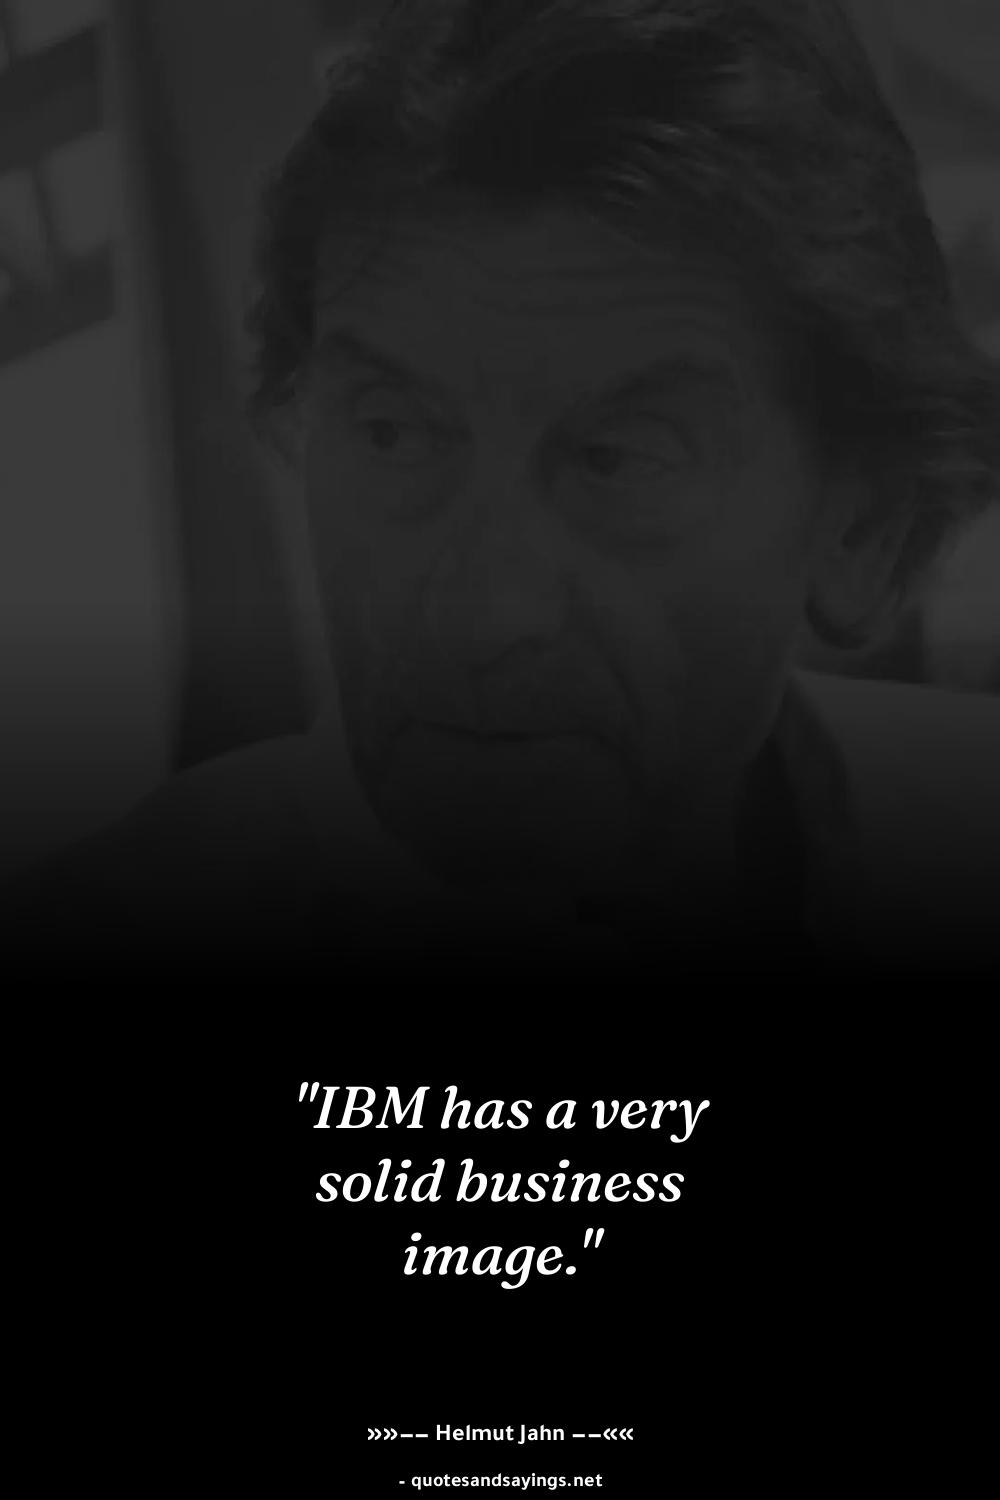 "IBM has a very
solid business
image."
»»–– Helmut Jahn ––««
- quotesandsayings.net